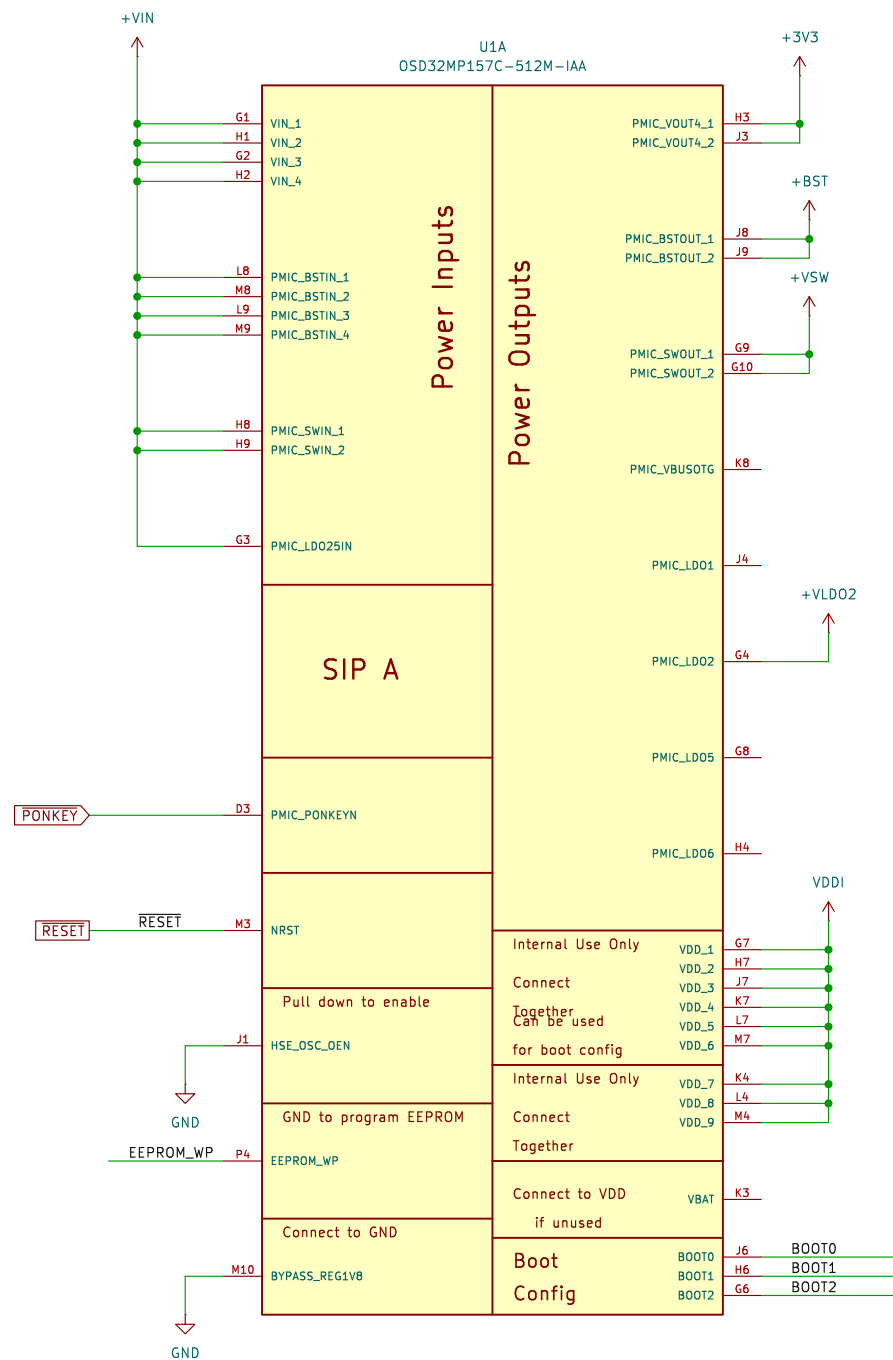 +VIN
U1A
OSD32MP157C-512M-IAA
+3V3
G1 VIN_1
H1 VIN_2
G2 VIN_3
H2 VIN_4
L8 PMIC_BSTIN_1
M8 PMIC_BSTIN_2
L9 PMIC_BSTIN_3
M9 PMIC_BSTIN_4
H8 PMIC_SWIN_1
H9 PMIC_SWIN_2
G3 PMIC_LDO25IN
Power Inputs
SIP A
PONKEY
D3 PMIC_PONKEYN
RESET
RESET
M3 NRST
Pull down to enable
J1 HSE_OSC_OEN
GND
GND to program EEPROM
EEPROM_WP
P4 EEPROM_WP
Connect to GND
M10 BYPASS_REG1V8
GND
Power Outputs
PMIC_VOUT4_1 H3
PMIC_VOUT4_2 J3
+BST
PMIC_BSTOUT_1 J8
PMIC_BSTOUT_2 J9
+VSW
PMIC_SWOUT_1 G9
PMIC_SWOUT_2 G10
PMIC_VBUSOTG K8
PMIC_LDO1 J4
+VLDO2
PMIC_LDO2 G4
PMIC_LDO5 G8
PMIC_LDO6 H4
VDDI
Internal Use Only
Connect
Together
Can be used
for boot config
VDD_1 G7
VDD_2 H7
VDD_3 J7
VDD_4 K7
VDD_5 L7
VDD_6 M7
Internal Use Only
Connect
Together
VDD_7 K4
VDD_8 L4
VDD_9 M4
Connect to VDD
if unused
VBAT K3
Boot
Config
BOOT0 J6 BOOT0
BOOT1 H6 BOOT1
BOOT2 G6 BOOT2